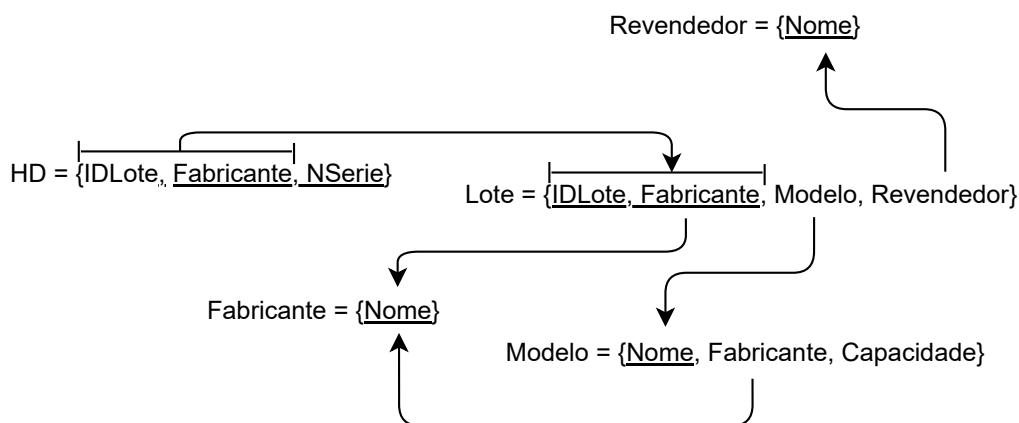 Revendedor = {Nome}
HD = {IDLote, Fabricante, NSerie}
Lote = {IDLote, Fabricante, Modelo, Revendedor}
Fabricante = {Nome}
Modelo = {Nome, Fabricante, Capacidade}